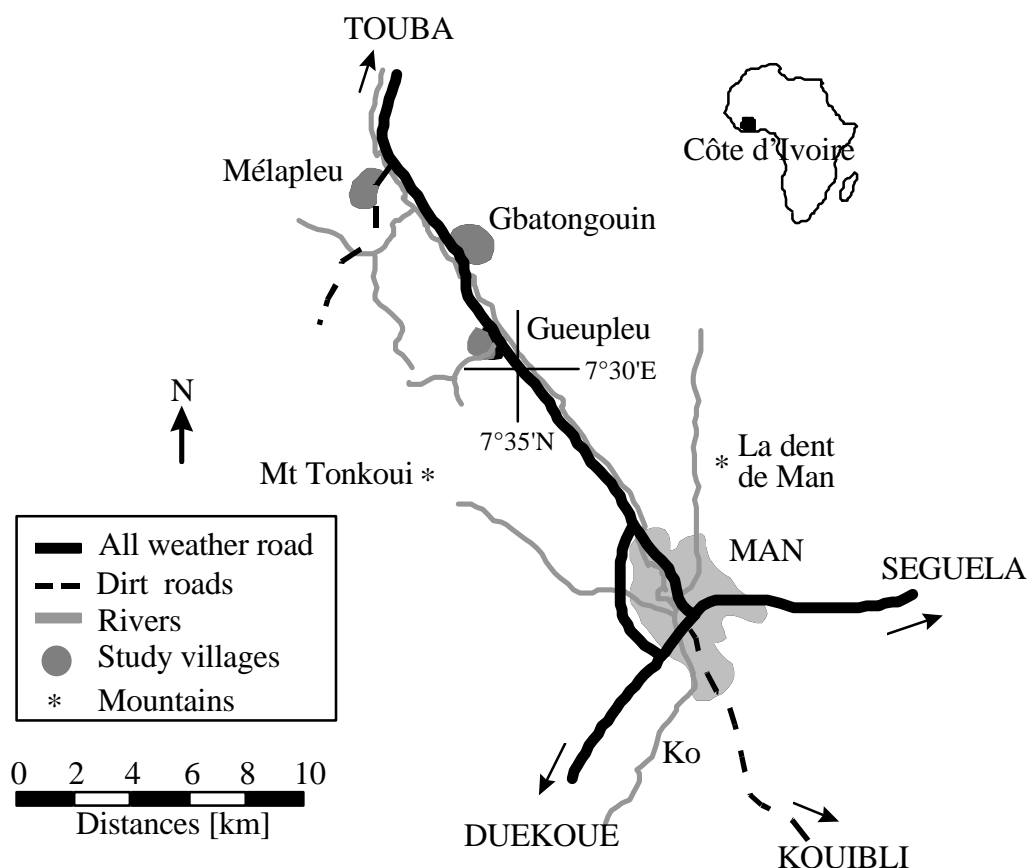 TOUBA
Côte d'Ivoire
Mélapleu
Gbatongouin
Gueupleu
7°30'E
7°35'N
N
Mt Tonkoui *
* La dent
de Man
MAN
SEGUELA
All weather road
Dirt roads
Rivers
Study villages
* Mountains
0 2 4 6 8 10
Distances [km]
Ko
DUEKOUE
KOUIBLI